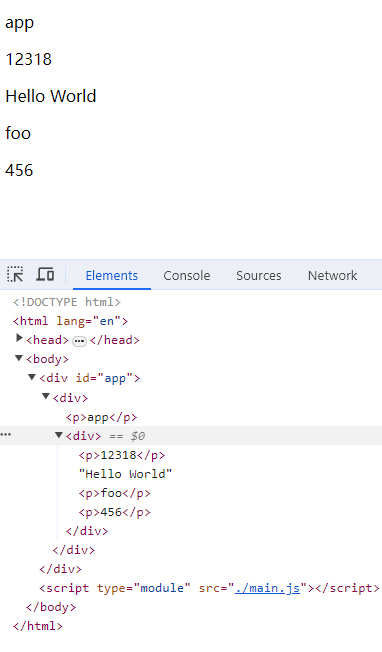 app
12318
Hello World
foo
456
Elements Console Sources Network
<!DOCTYPE html>
<html lang="en">
<head> ••• </head>
<body>
<div id="app">
<div>
<p>app</p>
••• <div> == $0
<p>12318</p>
"Hello World"
<p>foo</p>
<p>456</p>
</div>
</div>
</div>
<script type="module" src="./main.js"></script>
</body>
</html>